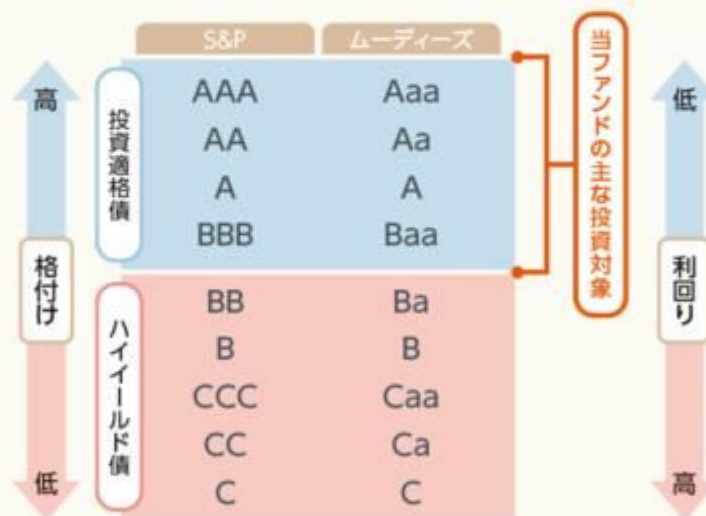 S&P ムーディーズ
高
投資適格債
AAA Aaa
AA Aa
A A
BBB Baa
当ファンドの主な投資対象
低
格付け
利回り
ハイイールド債
BB Ba
B B
CCC Caa
CC Ca
C C
低
高